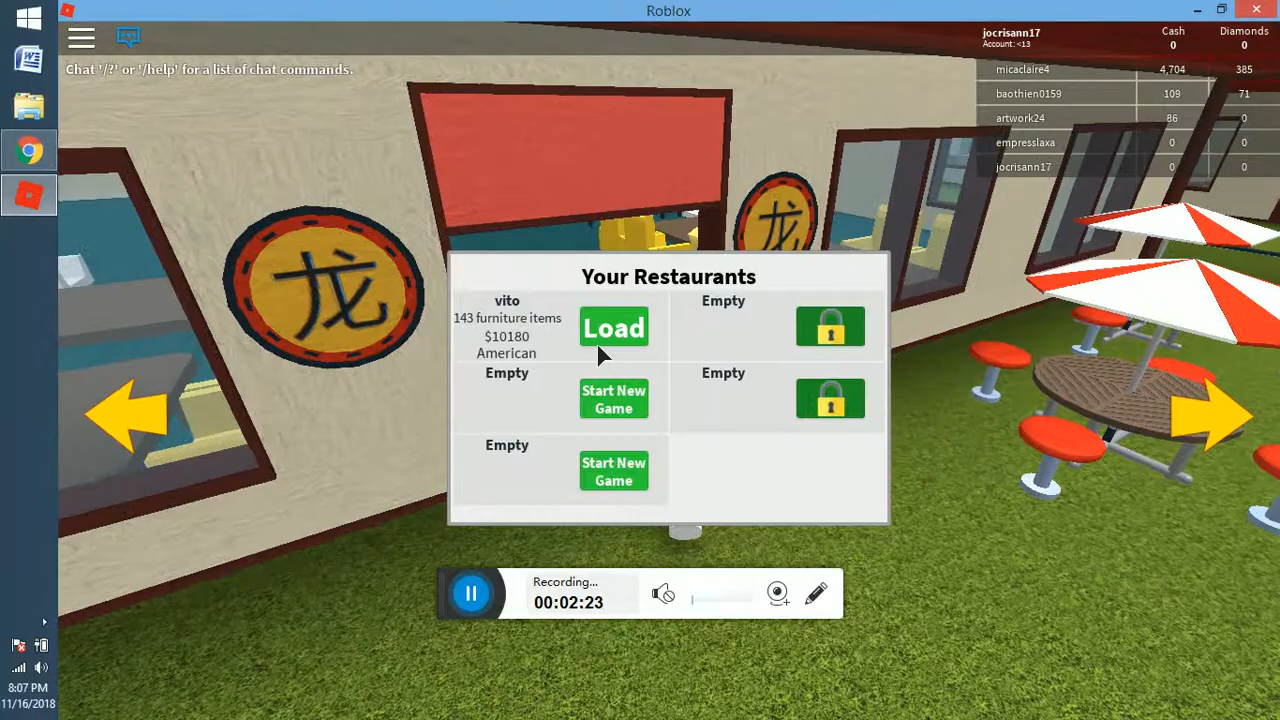 Roblox
jocrisann17
Account: <13
Cash
0
Diamonds
0
Chat '/?' or '/help' for a list of chat commands.
micaclaire4 4,704 385
baothien0159 109 71
artwork24 86 0
empresslaxa 0 0
jocrisann17 0 0
龙
龙
Your Restaurants
vito
143 furniture items
$10180
American
Load
Empty
Empty
Start New
Game
Empty
Empty
Start New
Game
Recording...
00:02:23
8:07 PM
11/16/2018